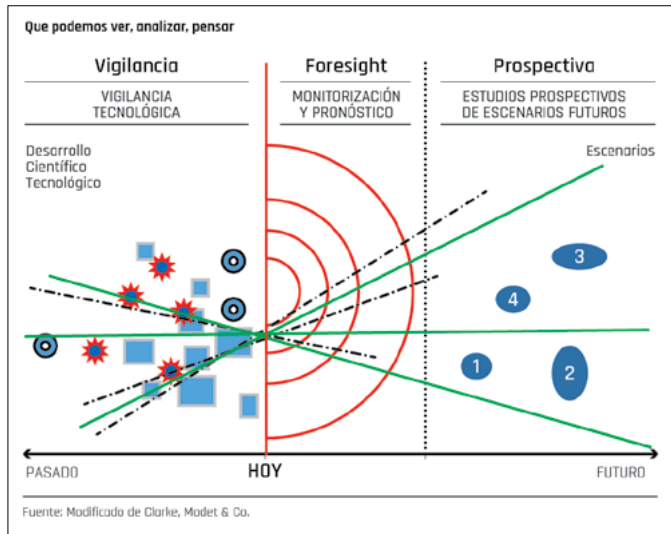 Que podemos ver, analizar, pensar
Vigilancia
Foresight
Prospectiva
VIGILANCIA
TECNOLÓGICA
MONITORIZACIÓN
Y PRONÓSTICO
ESTUDIOS PROSPECTIVOS
DE ESCENARIOS FUTUROS
Desarrollo
Científico
Tecnológico
Escenarios
3
4
1
2
PASADO
HOY
FUTURO
Fuente: Modificado de Clarke, Modet & Co.